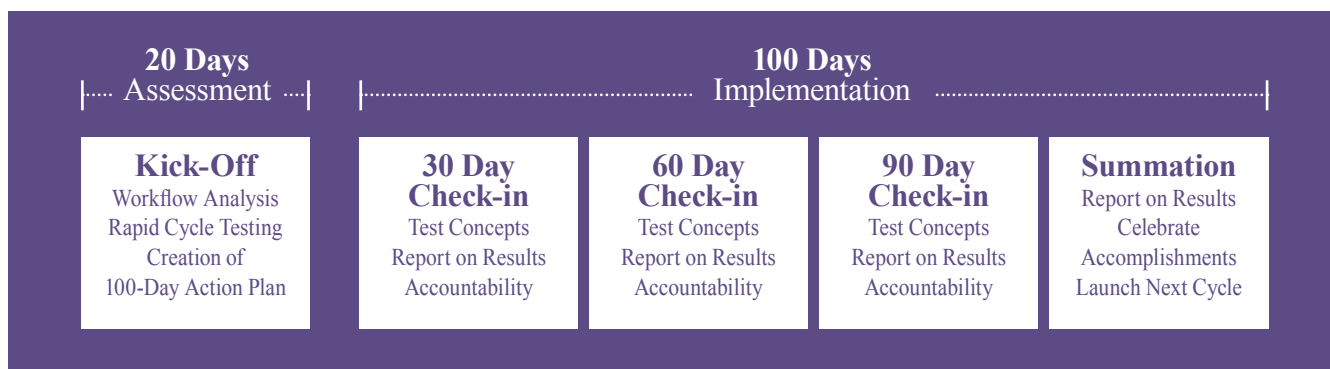 20 Days
Assessment
100 Days
Implementation
Kick-Off
Workflow Analysis
Rapid Cycle Testing
Creation of
100-Day Action Plan
30 Day
Check-in
Test Concepts
Report on Results
Accountability
60 Day
Check-in
Test Concepts
Report on Results
Accountability
90 Day
Check-in
Test Concepts
Report on Results
Accountability
Summation
Report on Results
Celebrate
Accomplishments
Launch Next Cycle